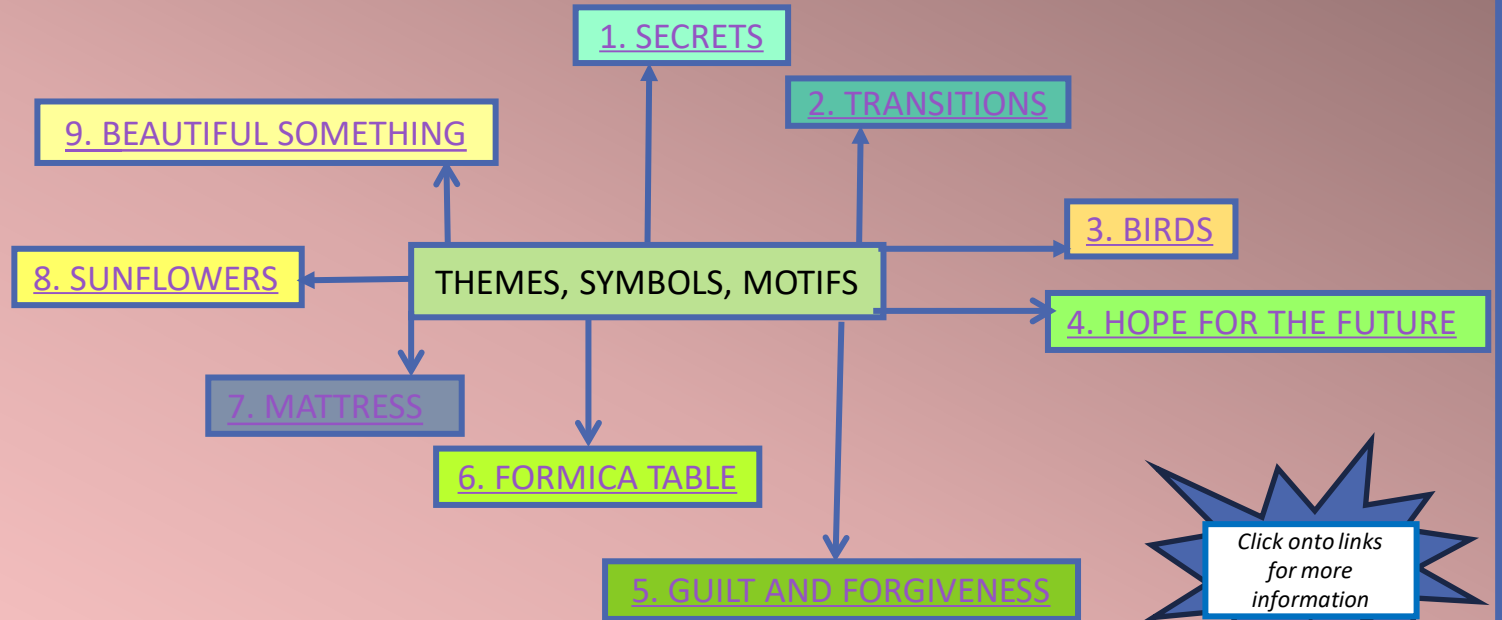 1. SECRETS
2. TRANSITIONS
9. BEAUTIFUL SOMETHING
3. BIRDS
8. SUNFLOWERS
THEMES, SYMBOLS, MOTIFS
4. HOPE FOR THE FUTURE
7. MATTRESS
6. FORMICA TABLE
5. GUILT AND FORGIVENESS
Click onto links
for more
information